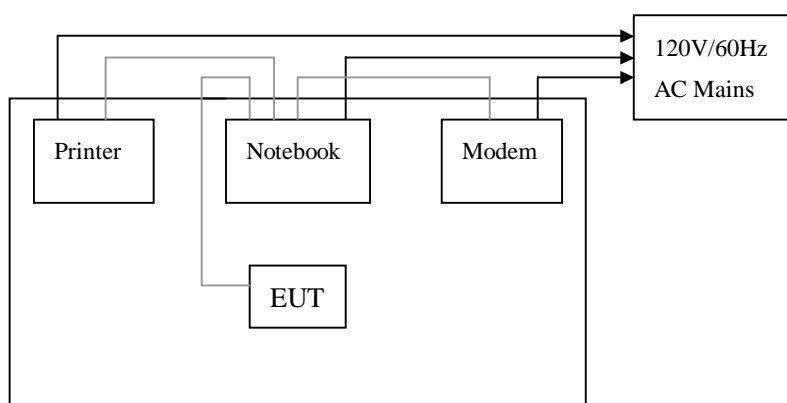 120V/60Hz
AC Mains
Printer
Notebook
Modem
EUT